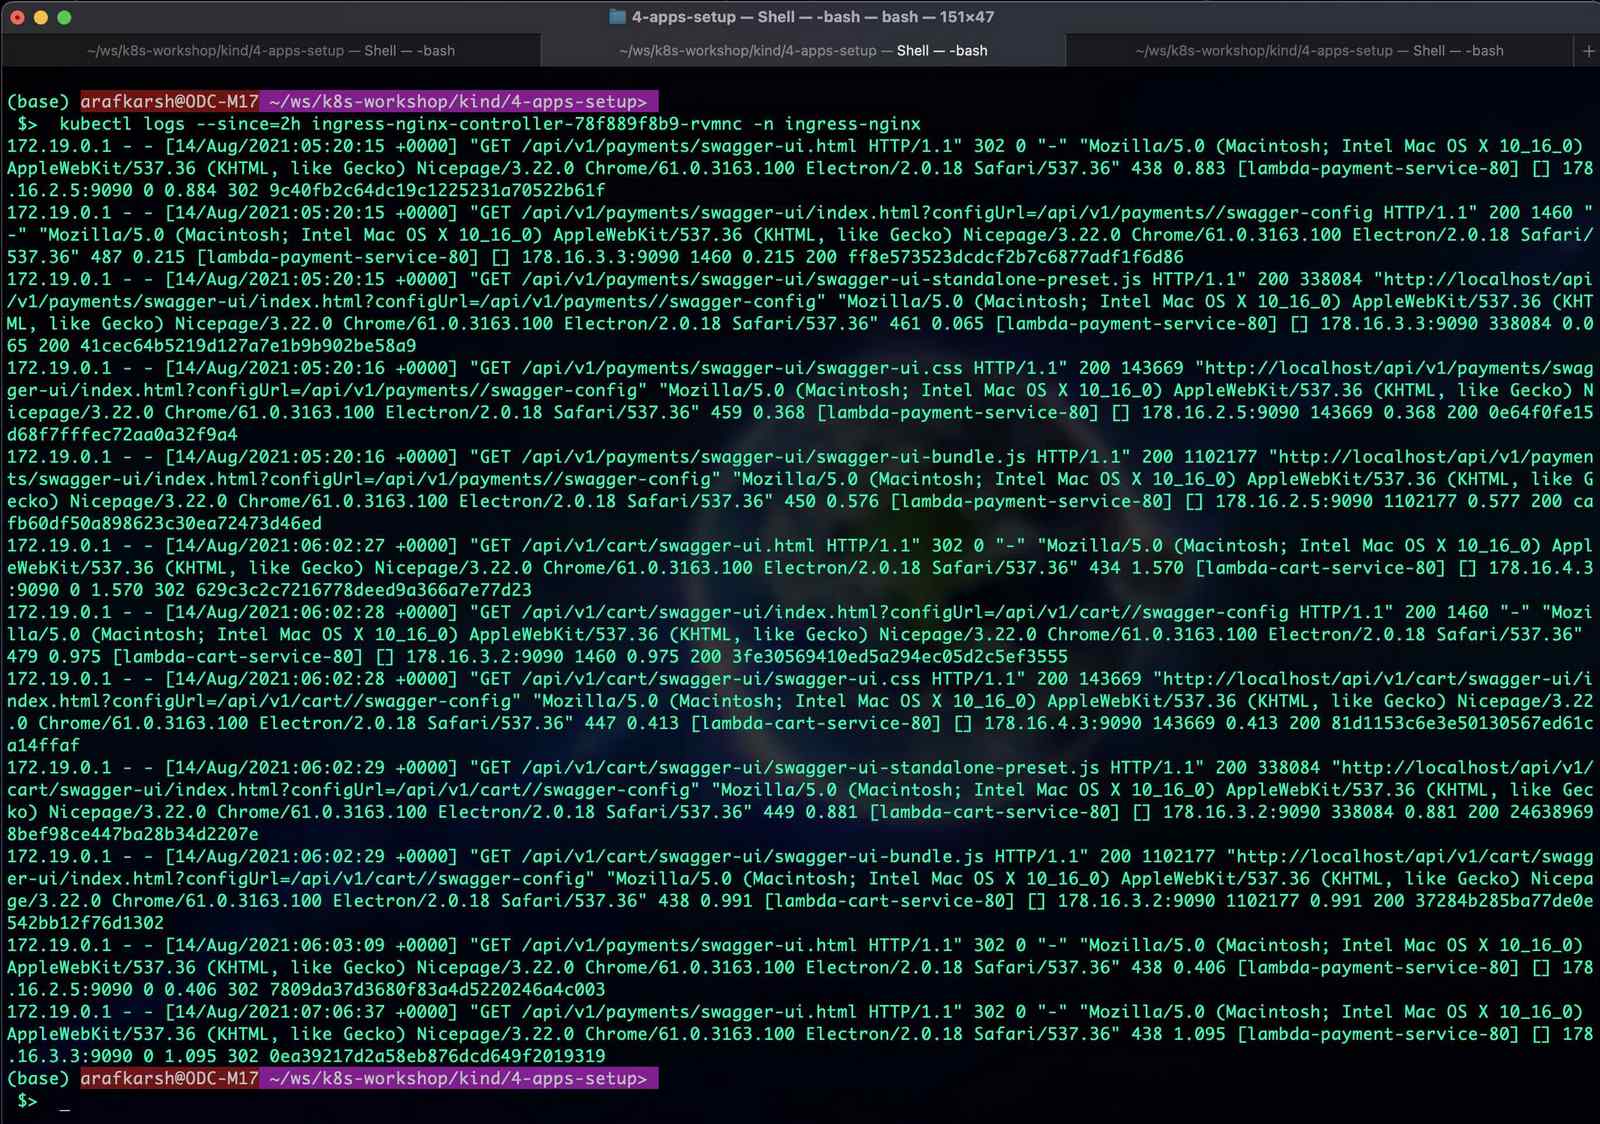 4-apps-setup — Shell — -bash — bash — 151×47
~/ws/k8s-workshop/kind/4-apps-setup — Shell — -bash
~/ws/k8s-workshop/kind/4-apps-setup — Shell — -bash
~/ws/k8s-workshop/kind/4-apps-setup — Shell — -bash
+
(base) arafkarsh@ODC-M17 ~/ws/k8s-workshop/kind/4-apps-setup>
$> kubectl logs --since=2h ingress-nginx-controller-78f889f8b9-rvmnc -n ingress-nginx
172.19.0.1 - - [14/Aug/2021:05:20:15 +0000] "GET /api/v1/payments/swagger-ui.html HTTP/1.1" 302 0 "-" "Mozilla/5.0 (Macintosh; Intel Mac OS X 10_16_0)
AppleWebKit/537.36 (KHTML, like Gecko) Nicepage/3.22.0 Chrome/61.0.3163.100 Electron/2.0.18 Safari/537.36" 438 0.883 [lambda-payment-service-80] [] 178
.16.2.5:9090 0 0.884 302 9c40fb2c64dc19c1225231a70522b61f
172.19.0.1 - - [14/Aug/2021:05:20:15 +0000] "GET /api/v1/payments/swagger-ui/index.html?configUrl=/api/v1/payments//swagger-config HTTP/1.1" 200 1460 "
-" "Mozilla/5.0 (Macintosh; Intel Mac OS X 10_16_0) AppleWebKit/537.36 (KHTML, like Gecko) Nicepage/3.22.0 Chrome/61.0.3163.100 Electron/2.0.18 Safari/
537.36" 487 0.215 [lambda-payment-service-80] [] 178.16.3.3:9090 1460 0.215 200 ff8e573523dcdcf2b7c6877adf1f6d86
172.19.0.1 - - [14/Aug/2021:05:20:15 +0000] "GET /api/v1/payments/swagger-ui/swagger-ui-standalone-preset.js HTTP/1.1" 200 338084 "http://localhost/api
/v1/payments/swagger-ui/index.html?configUrl=/api/v1/payments//swagger-config" "Mozilla/5.0 (Macintosh; Intel Mac OS X 10_16_0) AppleWebKit/537.36 (KHT
ML, like Gecko) Nicepage/3.22.0 Chrome/61.0.3163.100 Electron/2.0.18 Safari/537.36" 461 0.065 [lambda-payment-service-80] [] 178.16.3.3:9090 338084 0.0
65 200 41cec64b5219d127a7e1b9b902be58a9
172.19.0.1 - - [14/Aug/2021:05:20:16 +0000] "GET /api/v1/payments/swagger-ui/swagger-ui.css HTTP/1.1" 200 143669 "http://localhost/api/v1/payments/swag
ger-ui/index.html?configUrl=/api/v1/payments//swagger-config" "Mozilla/5.0 (Macintosh; Intel Mac OS X 10_16_0) AppleWebKit/537.36 (KHTML, like Gecko) N
icepage/3.22.0 Chrome/61.0.3163.100 Electron/2.0.18 Safari/537.36" 459 0.368 [lambda-payment-service-80] [] 178.16.2.5:9090 143669 0.368 200 0e64f0fe15
d68f7fffec72aa0a32f9a4
172.19.0.1 - - [14/Aug/2021:05:20:16 +0000] "GET /api/v1/payments/swagger-ui/swagger-ui-bundle.js HTTP/1.1" 200 1102177 "http://localhost/api/v1/paymen
ts/swagger-ui/index.html?configUrl=/api/v1/payments//swagger-config" "Mozilla/5.0 (Macintosh; Intel Mac OS X 10_16_0) AppleWebKit/537.36 (KHTML, like G
ecko) Nicepage/3.22.0 Chrome/61.0.3163.100 Electron/2.0.18 Safari/537.36" 450 0.576 [lambda-payment-service-80] [] 178.16.2.5:9090 1102177 0.577 200 ca
fb60df50a898623c30ea72473d46ed
172.19.0.1 - - [14/Aug/2021:06:02:27 +0000] "GET /api/v1/cart/swagger-ui.html HTTP/1.1" 302 0 "-" "Mozilla/5.0 (Macintosh; Intel Mac OS X 10_16_0) Appl
eWebKit/537.36 (KHTML, like Gecko) Nicepage/3.22.0 Chrome/61.0.3163.100 Electron/2.0.18 Safari/537.36" 434 1.570 [lambda-cart-service-80] [] 178.16.4.3
:9090 0 1.570 302 629c3c2c7216778deed9a366a7e77d23
172.19.0.1 - - [14/Aug/2021:06:02:28 +0000] "GET /api/v1/cart/swagger-ui/index.html?configUrl=/api/v1/cart//swagger-config HTTP/1.1" 200 1460 "-" "Mozi
lla/5.0 (Macintosh; Intel Mac OS X 10_16_0) AppleWebKit/537.36 (KHTML, like Gecko) Nicepage/3.22.0 Chrome/61.0.3163.100 Electron/2.0.18 Safari/537.36"
479 0.975 [lambda-cart-service-80] [] 178.16.3.2:9090 1460 0.975 200 3fe30569410ed5a294ec05d2c5ef3555
172.19.0.1 - - [14/Aug/2021:06:02:28 +0000] "GET /api/v1/cart/swagger-ui/swagger-ui.css HTTP/1.1" 200 143669 "http://localhost/api/v1/cart/swagger-ui/i
ndex.html?configUrl=/api/v1/cart//swagger-config" "Mozilla/5.0 (Macintosh; Intel Mac OS X 10_16_0) AppleWebKit/537.36 (KHTML, like Gecko) Nicepage/3.22
.0 Chrome/61.0.3163.100 Electron/2.0.18 Safari/537.36" 447 0.413 [lambda-cart-service-80] [] 178.16.4.3:9090 143669 0.413 200 81d1153c6e3e50130567ed61c
a14ffaf
172.19.0.1 - - [14/Aug/2021:06:02:29 +0000] "GET /api/v1/cart/swagger-ui/swagger-ui-standalone-preset.js HTTP/1.1" 200 338084 "http://localhost/api/v1/
cart/swagger-ui/index.html?configUrl=/api/v1/cart//swagger-config" "Mozilla/5.0 (Macintosh; Intel Mac OS X 10_16_0) AppleWebKit/537.36 (KHTML, like Gec
ko) Nicepage/3.22.0 Chrome/61.0.3163.100 Electron/2.0.18 Safari/537.36" 449 0.881 [lambda-cart-service-80] [] 178.16.3.2:9090 338084 0.881 200 24638969
8bef98ce447ba28b34d2207e
172.19.0.1 - - [14/Aug/2021:06:02:29 +0000] "GET /api/v1/cart/swagger-ui/swagger-ui-bundle.js HTTP/1.1" 200 1102177 "http://localhost/api/v1/cart/swagg
er-ui/index.html?configUrl=/api/v1/cart//swagger-config" "Mozilla/5.0 (Macintosh; Intel Mac OS X 10_16_0) AppleWebKit/537.36 (KHTML, like Gecko) Nicepa
ge/3.22.0 Chrome/61.0.3163.100 Electron/2.0.18 Safari/537.36" 438 0.991 [lambda-cart-service-80] [] 178.16.3.2:9090 1102177 0.991 200 37284b285ba77de0e
542bb12f76d1302
172.19.0.1 - - [14/Aug/2021:06:03:09 +0000] "GET /api/v1/payments/swagger-ui.html HTTP/1.1" 302 0 "-" "Mozilla/5.0 (Macintosh; Intel Mac OS X 10_16_0)
AppleWebKit/537.36 (KHTML, like Gecko) Nicepage/3.22.0 Chrome/61.0.3163.100 Electron/2.0.18 Safari/537.36" 438 0.406 [lambda-payment-service-80] [] 178
.16.2.5:9090 0 0.406 302 7809da37d3680f83a4d5220246a4c003
172.19.0.1 - - [14/Aug/2021:07:06:37 +0000] "GET /api/v1/payments/swagger-ui.html HTTP/1.1" 302 0 "-" "Mozilla/5.0 (Macintosh; Intel Mac OS X 10_16_0)
AppleWebKit/537.36 (KHTML, like Gecko) Nicepage/3.22.0 Chrome/61.0.3163.100 Electron/2.0.18 Safari/537.36" 438 1.095 [lambda-payment-service-80] [] 178
.16.3.3:9090 0 1.095 302 0ea39217d2a58eb876dcd649f2019319
(base) arafkarsh@ODC-M17 ~/ws/k8s-workshop/kind/4-apps-setup>
$> _